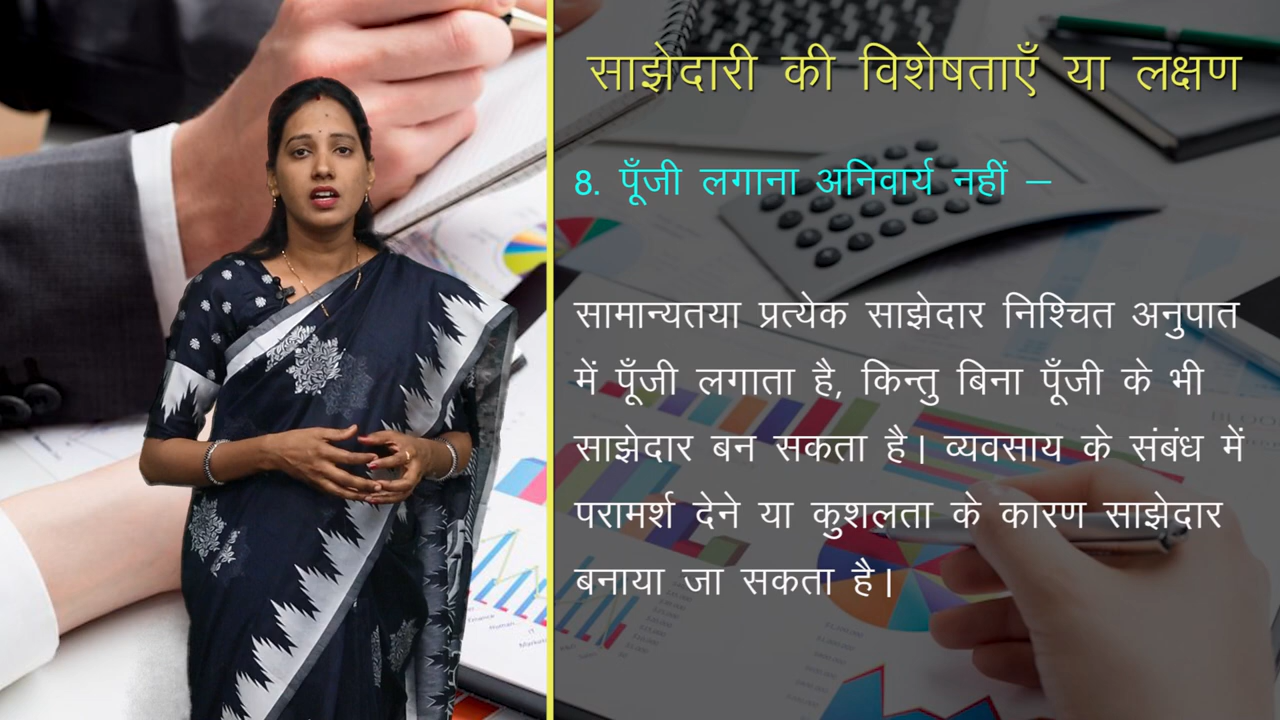 साझेदारी की विशेषताएँ या लक्षण
8. पूँजी लगाना अनिवार्य नहीं –
सामान्यतया प्रत्येक साझेदार निश्चित अनुपात
में पूँजी लगाता है, किन्तु बिना पूँजी के भी
साझेदार बन सकता है। व्यवसाय के संबंध में
परामर्श देने या कुशलता के कारण साझेदार
बनाया जा सकता है।